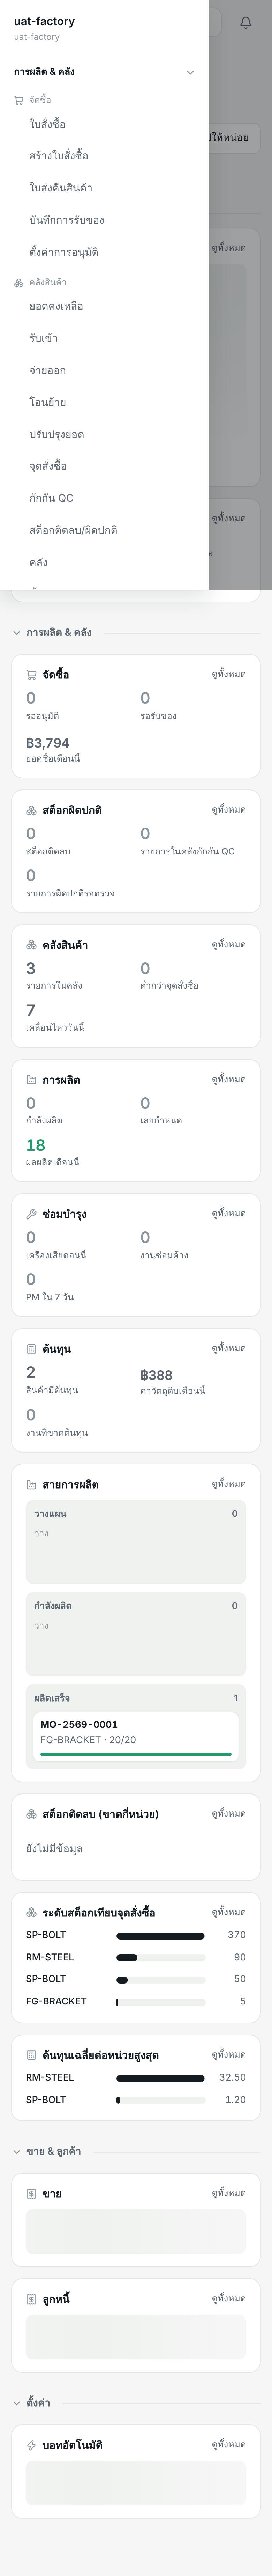 uat-factory
uat-factory
การผลิต & คลัง
จัดซื้อ
ใบสั่งซื้อ
สร้างใบสั่งซื้อ
ใบส่งคืนสินค้า
บันทึกการรับของ
ตั้งค่าการอนุมัติ
คลังสินค้า
ยอดคงเหลือ
รับเข้า
จ่ายออก
โอนย้าย
ปรับปรุงยอด
จุดสั่งซื้อ
กักกัน QC
สต็อกติดลบ/ผิดปกติ
คลัง
ให้หน่อย
ดูทั้งหมด
ดูทั้งหมด
การผลิต & คลัง
จัดซื้อ ดูทั้งหมด
0 0
รออนุมัติ รอรับของ
฿3,794
ยอดซื้อเดือนนี้
สต็อกผิดปกติ ดูทั้งหมด
0 0
สต็อกติดลบ รายการในคลังกักกัน QC
0
รายการผิดปกติรอตรวจ
คลังสินค้า ดูทั้งหมด
3 0
รายการในคลัง ต่ำกว่าจุดสั่งซื้อ
7
เคลื่อนไหววันนี้
การผลิต ดูทั้งหมด
0 0
กำลังผลิต เลยกำหนด
18
ผลผลิตเดือนนี้
ซ่อมบำรุง ดูทั้งหมด
0 0
เครื่องเสียตอนนี้ งานซ่อมค้าง
0
PM ใน 7 วัน
ต้นทุน ดูทั้งหมด
2 ฿388
สินค้ามีต้นทุน ค่าวัตถุดิบเดือนนี้
0
งานที่ขาดต้นทุน
สายการผลิต ดูทั้งหมด
วางแผน 0
ว่าง
กำลังผลิต 0
ว่าง
ผลิตเสร็จ 1
MO-2569-0001
FG-BRACKET · 20/20
สต็อกติดลบ (ขาดกี่หน่วย) ดูทั้งหมด
ยังไม่มีข้อมูล
ระดับสต็อกเทียบจุดสั่งซื้อ ดูทั้งหมด
SP-BOLT 370
RM-STEEL 90
SP-BOLT 50
FG-BRACKET 5
ต้นทุนเฉลี่ยต่อหน่วยสูงสุด ดูทั้งหมด
RM-STEEL 32.50
SP-BOLT 1.20
ขาย & ลูกค้า
ขาย ดูทั้งหมด
ลูกหนี้ ดูทั้งหมด
ตั้งค่า
บอทอัตโนมัติ ดูทั้งหมด